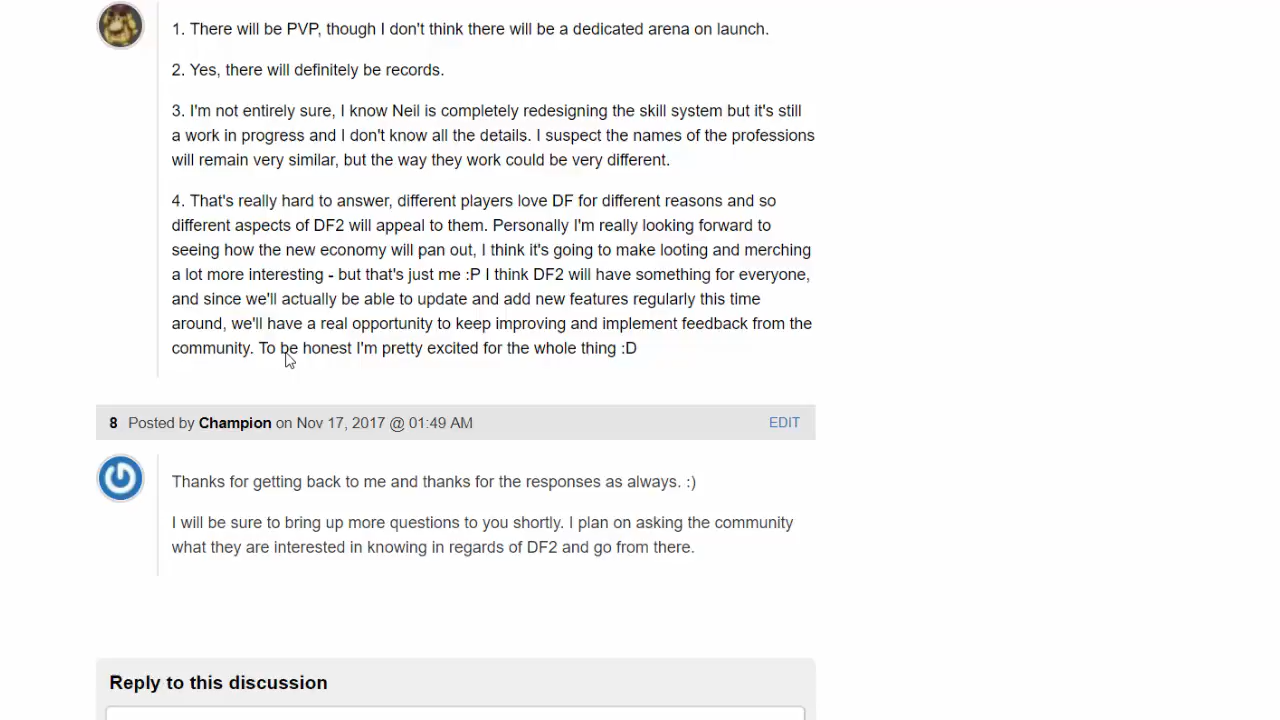 1. There will be PVP, though I don't think there will be a dedicated arena on launch.
2. Yes, there will definitely be records.
3. I'm not entirely sure, I know Neil is completely redesigning the skill system but it's still
a work in progress and I don't know all the details. I suspect the names of the professions
will remain very similar, but the way they work could be very different.
4. That's really hard to answer, different players love DF for different reasons and so
different aspects of DF2 will appeal to them. Personally I'm really looking forward to
seeing how the new economy will pan out, I think it's going to make looting and merching
a lot more interesting - but that's just me :P I think DF2 will have something for everyone,
and since we'll actually be able to update and add new features regularly this time
around, we'll have a real opportunity to keep improving and implement feedback from the
community. To be honest I'm pretty excited for the whole thing :D
8 Posted by Champion on Nov 17, 2017 @ 01:49 AM EDIT
Thanks for getting back to me and thanks for the responses as always. :)
I will be sure to bring up more questions to you shortly. I plan on asking the community
what they are interested in knowing in regards of DF2 and go from there.
Reply to this discussion